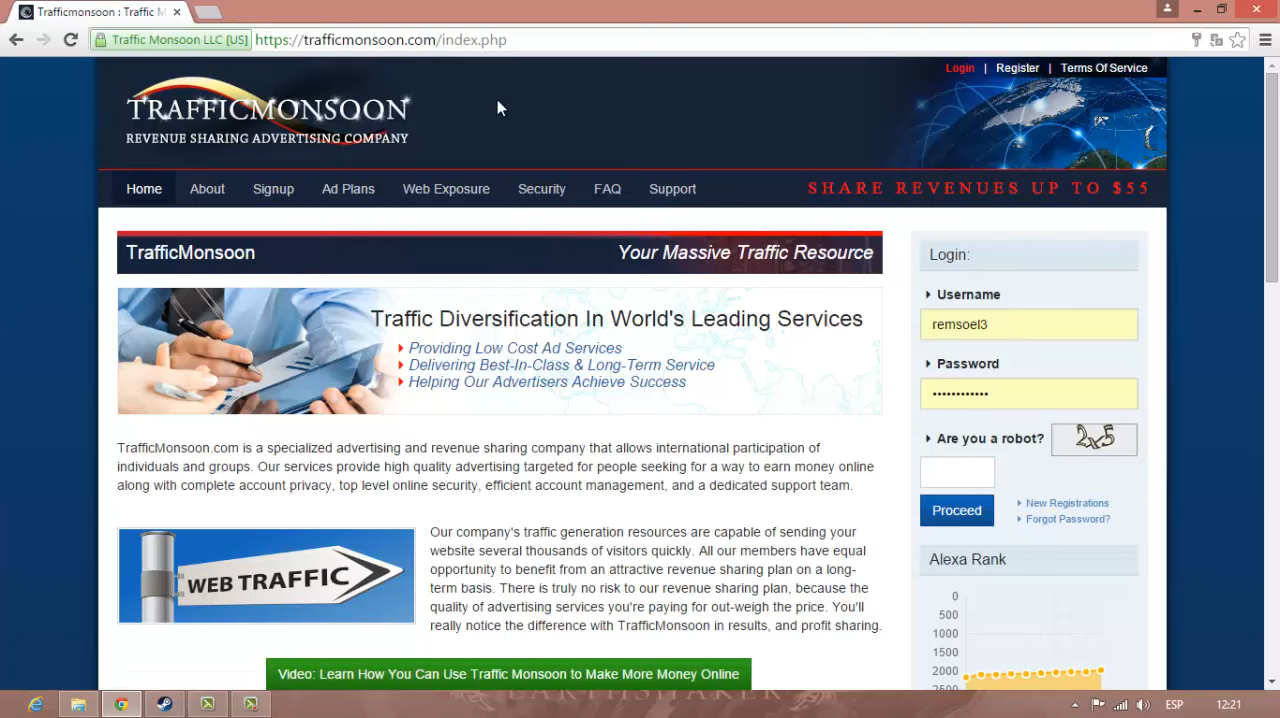 Trafficmonsoon : Traffic M
Traffic Monsoon LLC [US]
https://trafficmonsoon.com/index.php
Login | Register | Terms Of Service
TRAFFICMONSOON
REVENUE SHARING ADVERTISING COMPANY
Home About Signup Ad Plans Web Exposure Security FAQ Support
SHARE REVENUES UP TO $55
TrafficMonsoon
Your Massive Traffic Resource
Traffic Diversification In World's Leading Services
Providing Low Cost Ad Services
Delivering Best-In-Class & Long-Term Service
Helping Our Advertisers Achieve Success
TrafficMonsoon.com is a specialized advertising and revenue sharing company that allows international participation of
individuals and groups. Our services provide high quality advertising targeted for people seeking for a way to earn money online
along with complete account privacy, top level online security, efficient account management, and a dedicated support team.
WEB TRAFFIC
Our company's traffic generation resources are capable of sending your
website several thousands of visitors quickly. All our members have equal
opportunity to benefit from an attractive revenue sharing plan on a long-
term basis. There is truly no risk to our revenue sharing plan, because the
quality of advertising services you're paying for out-weigh the price. You'll
really notice the difference with TrafficMonsoon in results, and profit sharing.
Video: Learn How You Can Use Traffic Monsoon to Make More Money Online
Login:
Username
remsoel3
Password
••••••••••••
Are you a robot?
2x5
Proceed
New Registrations
Forgot Password?
Alexa Rank
0
500
1000
1500
2000
2500
EARTHSHAKER
ESP
12:21